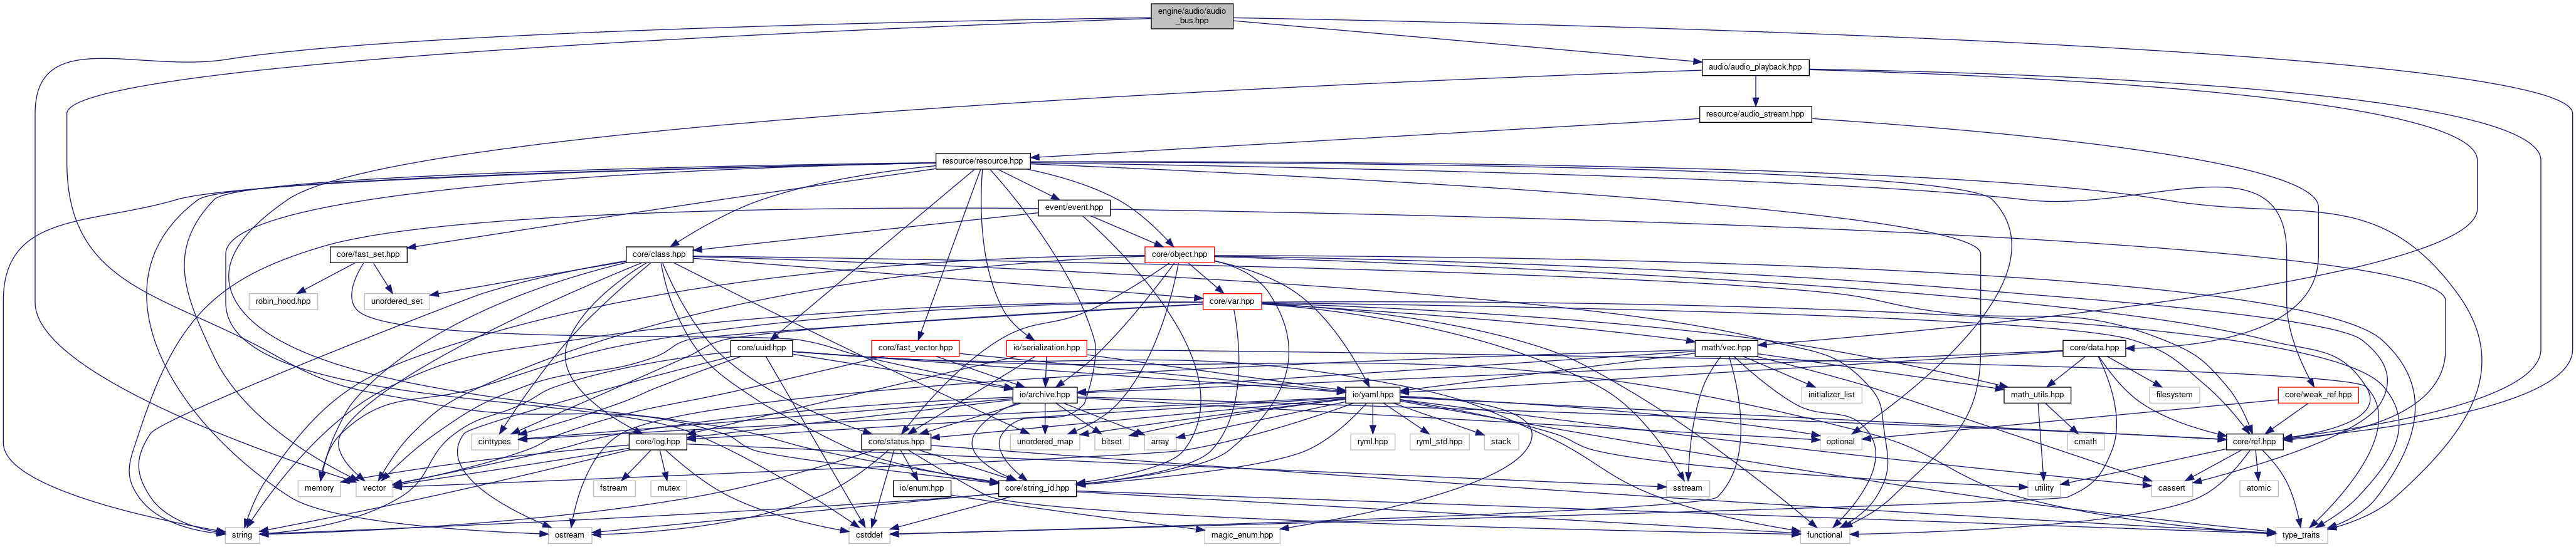 engine/audio/audio
_bus.hpp
audio/audio_playback.hpp
resource/audio_stream.hpp
resource/resource.hpp
event/event.hpp
core/fast_set.hpp
core/class.hpp
core/object.hpp
robin_hood.hpp
unordered_set
core/var.hpp
core/uuid.hpp
core/fast_vector.hpp
io/serialization.hpp
math/vec.hpp
core/data.hpp
io/archive.hpp
io/yaml.hpp
initializer_list
math_utils.hpp
filesystem
core/weak_ref.hpp
cinttypes
core/log.hpp
core/status.hpp
unordered_map
bitset
array
ryml.hpp
ryml_std.hpp
stack
optional
cmath
core/ref.hpp
memory
vector
fstream
mutex
io/enum.hpp
core/string_id.hpp
sstream
utility
cassert
atomic
string
ostream
cstddef
magic_enum.hpp
functional
type_traits